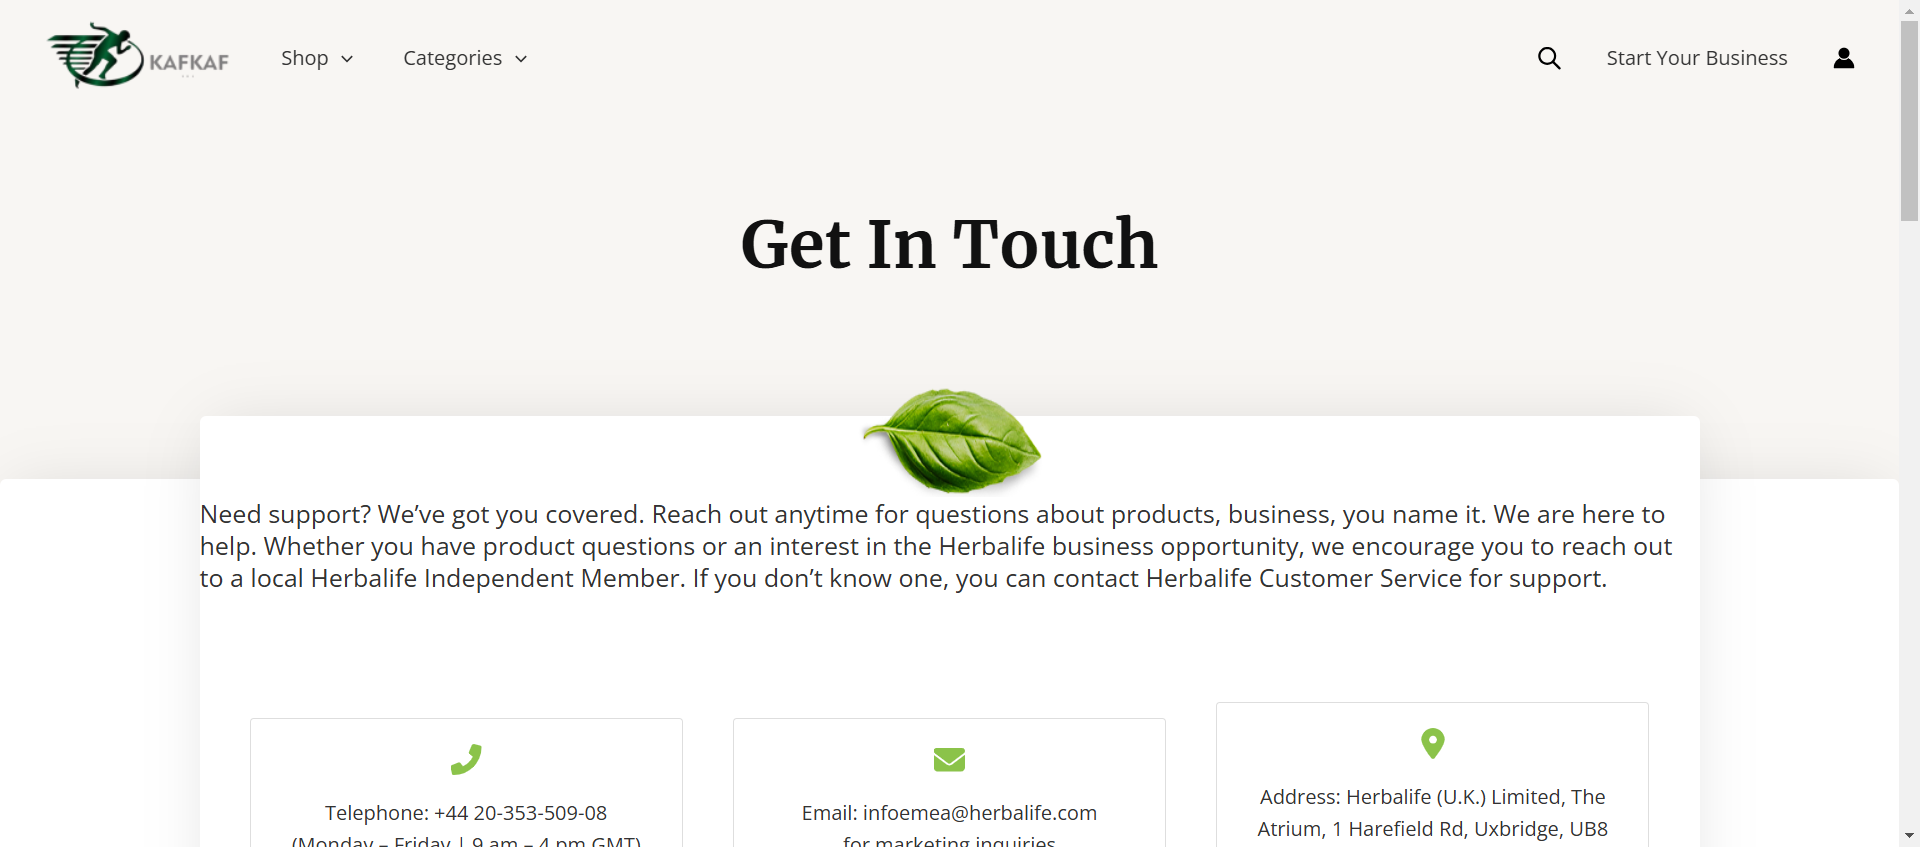 KAFKAF
Shop
Categories
Start Your Business
Get In Touch
Need support? We’ve got you covered. Reach out anytime for questions about products, business, you name it. We are here to
help. Whether you have product questions or an interest in the Herbalife business opportunity, we encourage you to reach out
to a local Herbalife Independent Member. If you don’t know one, you can contact Herbalife Customer Service for support.
Telephone: +44 20-353-509-08
(Monday – Friday | 9 am – 4 pm GMT)
Email: infoemea@herbalife.com
for marketing inquiries
Address: Herbalife (U.K.) Limited, The
Atrium, 1 Harefield Rd, Uxbridge, UB8